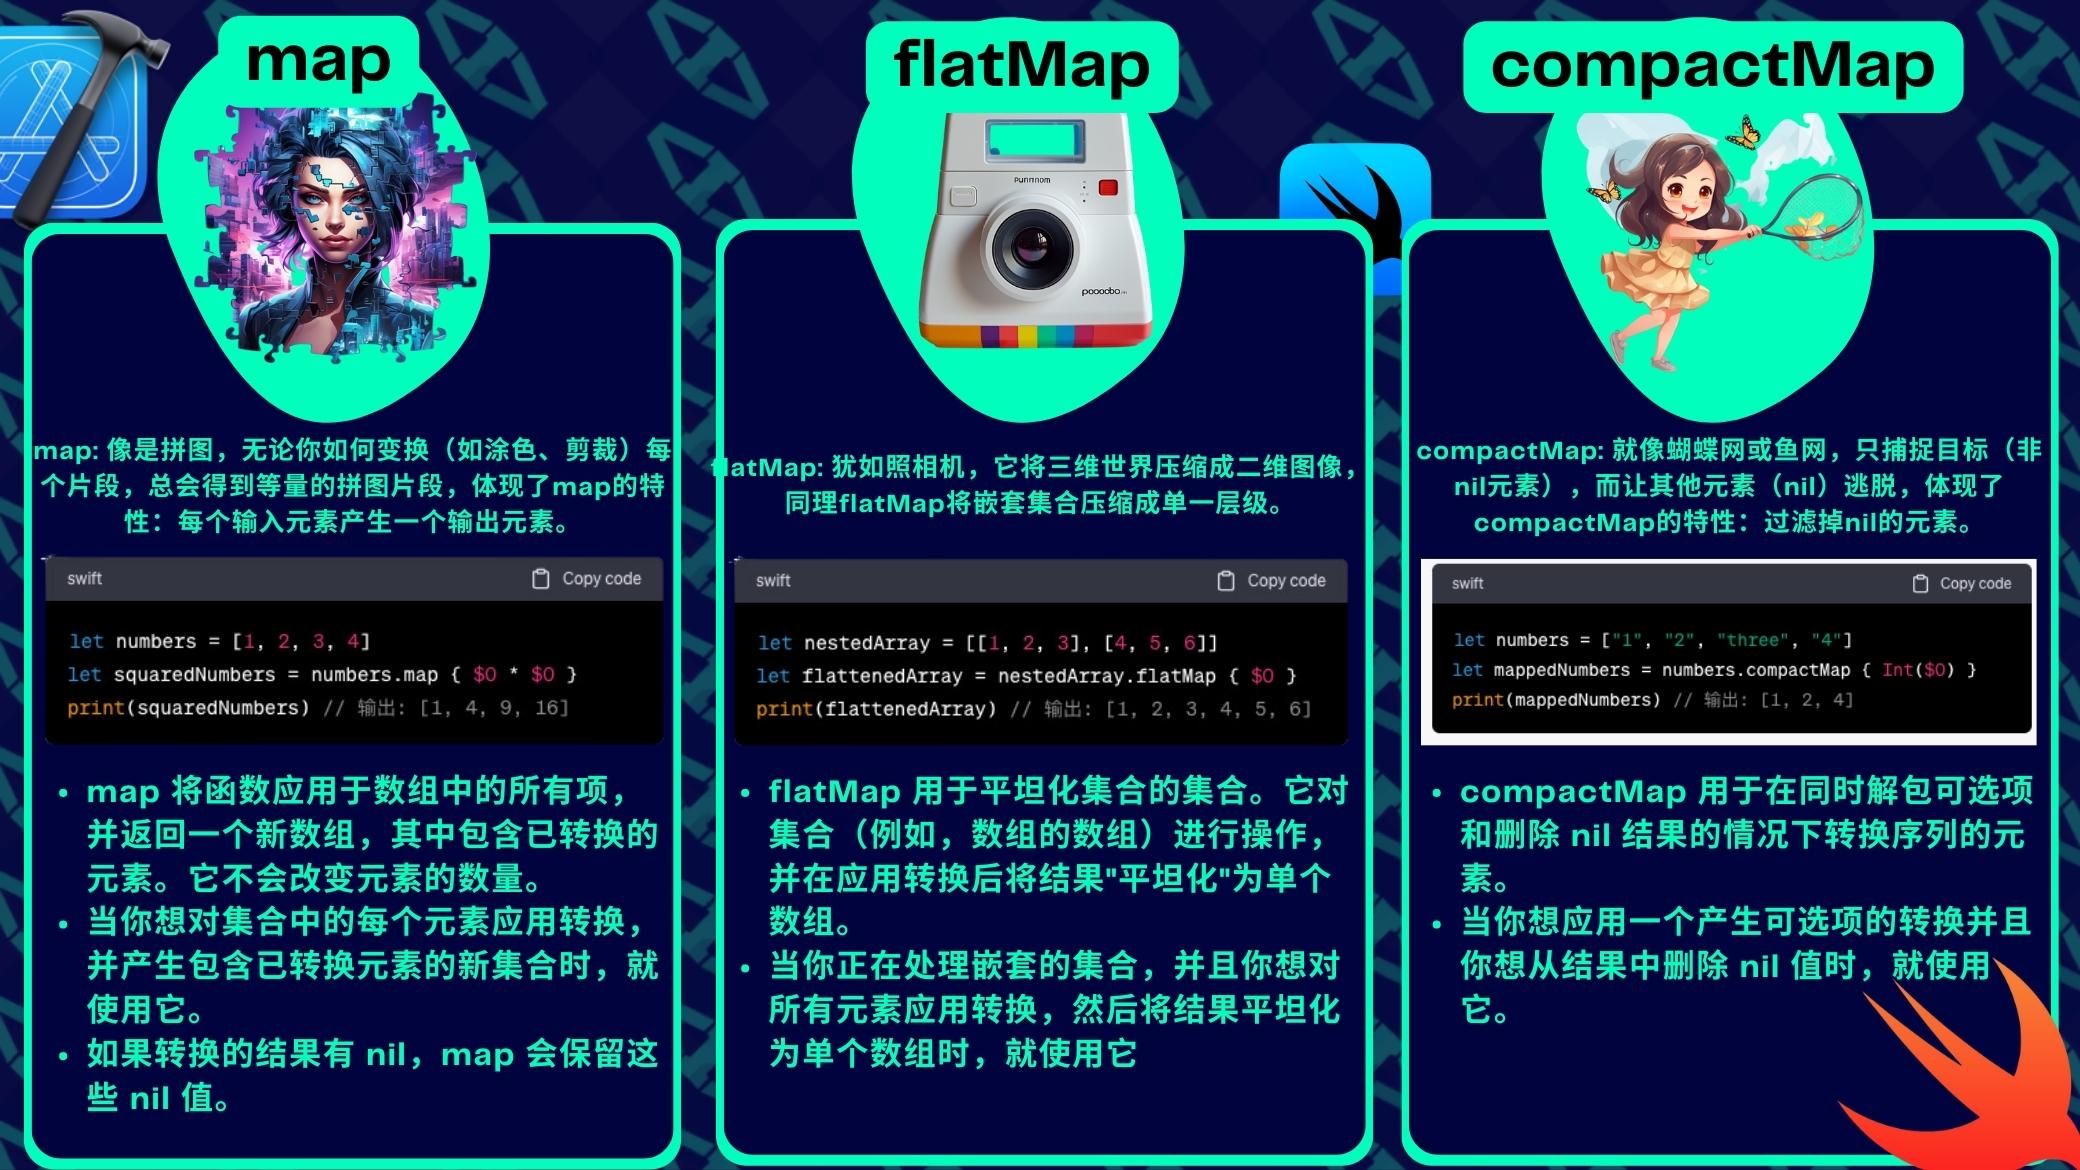 map
flatMap
compactMap
map: 像是拼图，无论你如何变换（如涂色、剪裁）每
个片段，总会得到等量的拼图片段，体现了map的特
性：每个输入元素产生一个输出元素。
swift
Copy code
let numbers = [1, 2, 3, 4]
let squaredNumbers = numbers.map { $0 * $0 }
print(squaredNumbers) // 输出: [1, 4, 9, 16]
• map 将函数应用于数组中的所有项，
并返回一个新数组，其中包含已转换的
元素。它不会改变元素的数量。
• 当你想对集合中的每个元素应用转换，
并产生包含已转换元素的新集合时，就
使用它。
• 如果转换的结果有 nil，map 会保留这
些 nil 值。
flatMap: 犹如照相机，它将三维世界压缩成二维图像，
同理flatMap将嵌套集合压缩成单一层级。
swift
Copy code
let nestedArray = [[1, 2, 3], [4, 5, 6]]
let flattenedArray = nestedArray.flatMap { $0 }
print(flattenedArray) // 输出: [1, 2, 3, 4, 5, 6]
• flatMap 用于平坦化集合的集合。它对
集合（例如，数组的数组）进行操作，
并在应用转换后将结果"平坦化"为单个
数组。
• 当你正在处理嵌套的集合，并且你想对
所有元素应用转换，然后将结果平坦化
为单个数组时，就使用它
compactMap: 就像蝴蝶网或鱼网，只捕捉目标（非
nil元素），而让其他元素（nil）逃脱，体现了
compactMap的特性：过滤掉nil的元素。
swift
Copy code
let numbers = ["1", "2", "three", "4"]
let mappedNumbers = numbers.compactMap { Int($0) }
print(mappedNumbers) // 输出: [1, 2, 4]
• compactMap 用于在同时解包可选项
和删除 nil 结果的情况下转换序列的元
素。
• 当你想应用一个产生可选项的转换并且
你想从结果中删除 nil 值时，就使用
它。